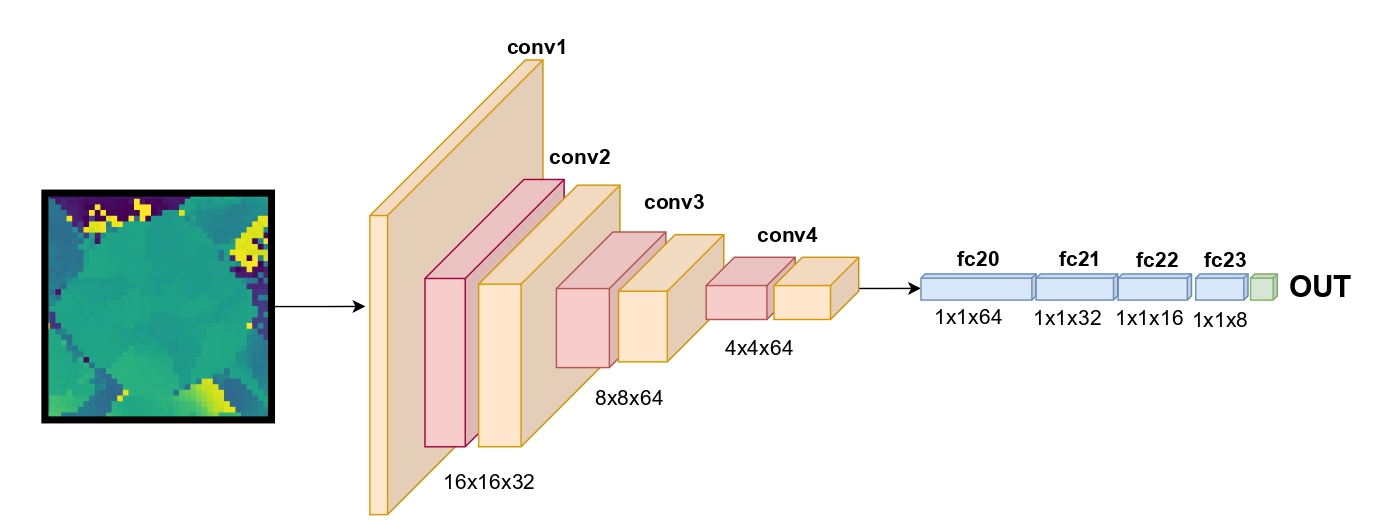 conv1
conv2
conv3
conv4
16x16x32
8x8x64
4x4x64
fc20
fc21
fc22
fc23
OUT
1x1x64
1x1x32
1x1x16
1x1x8